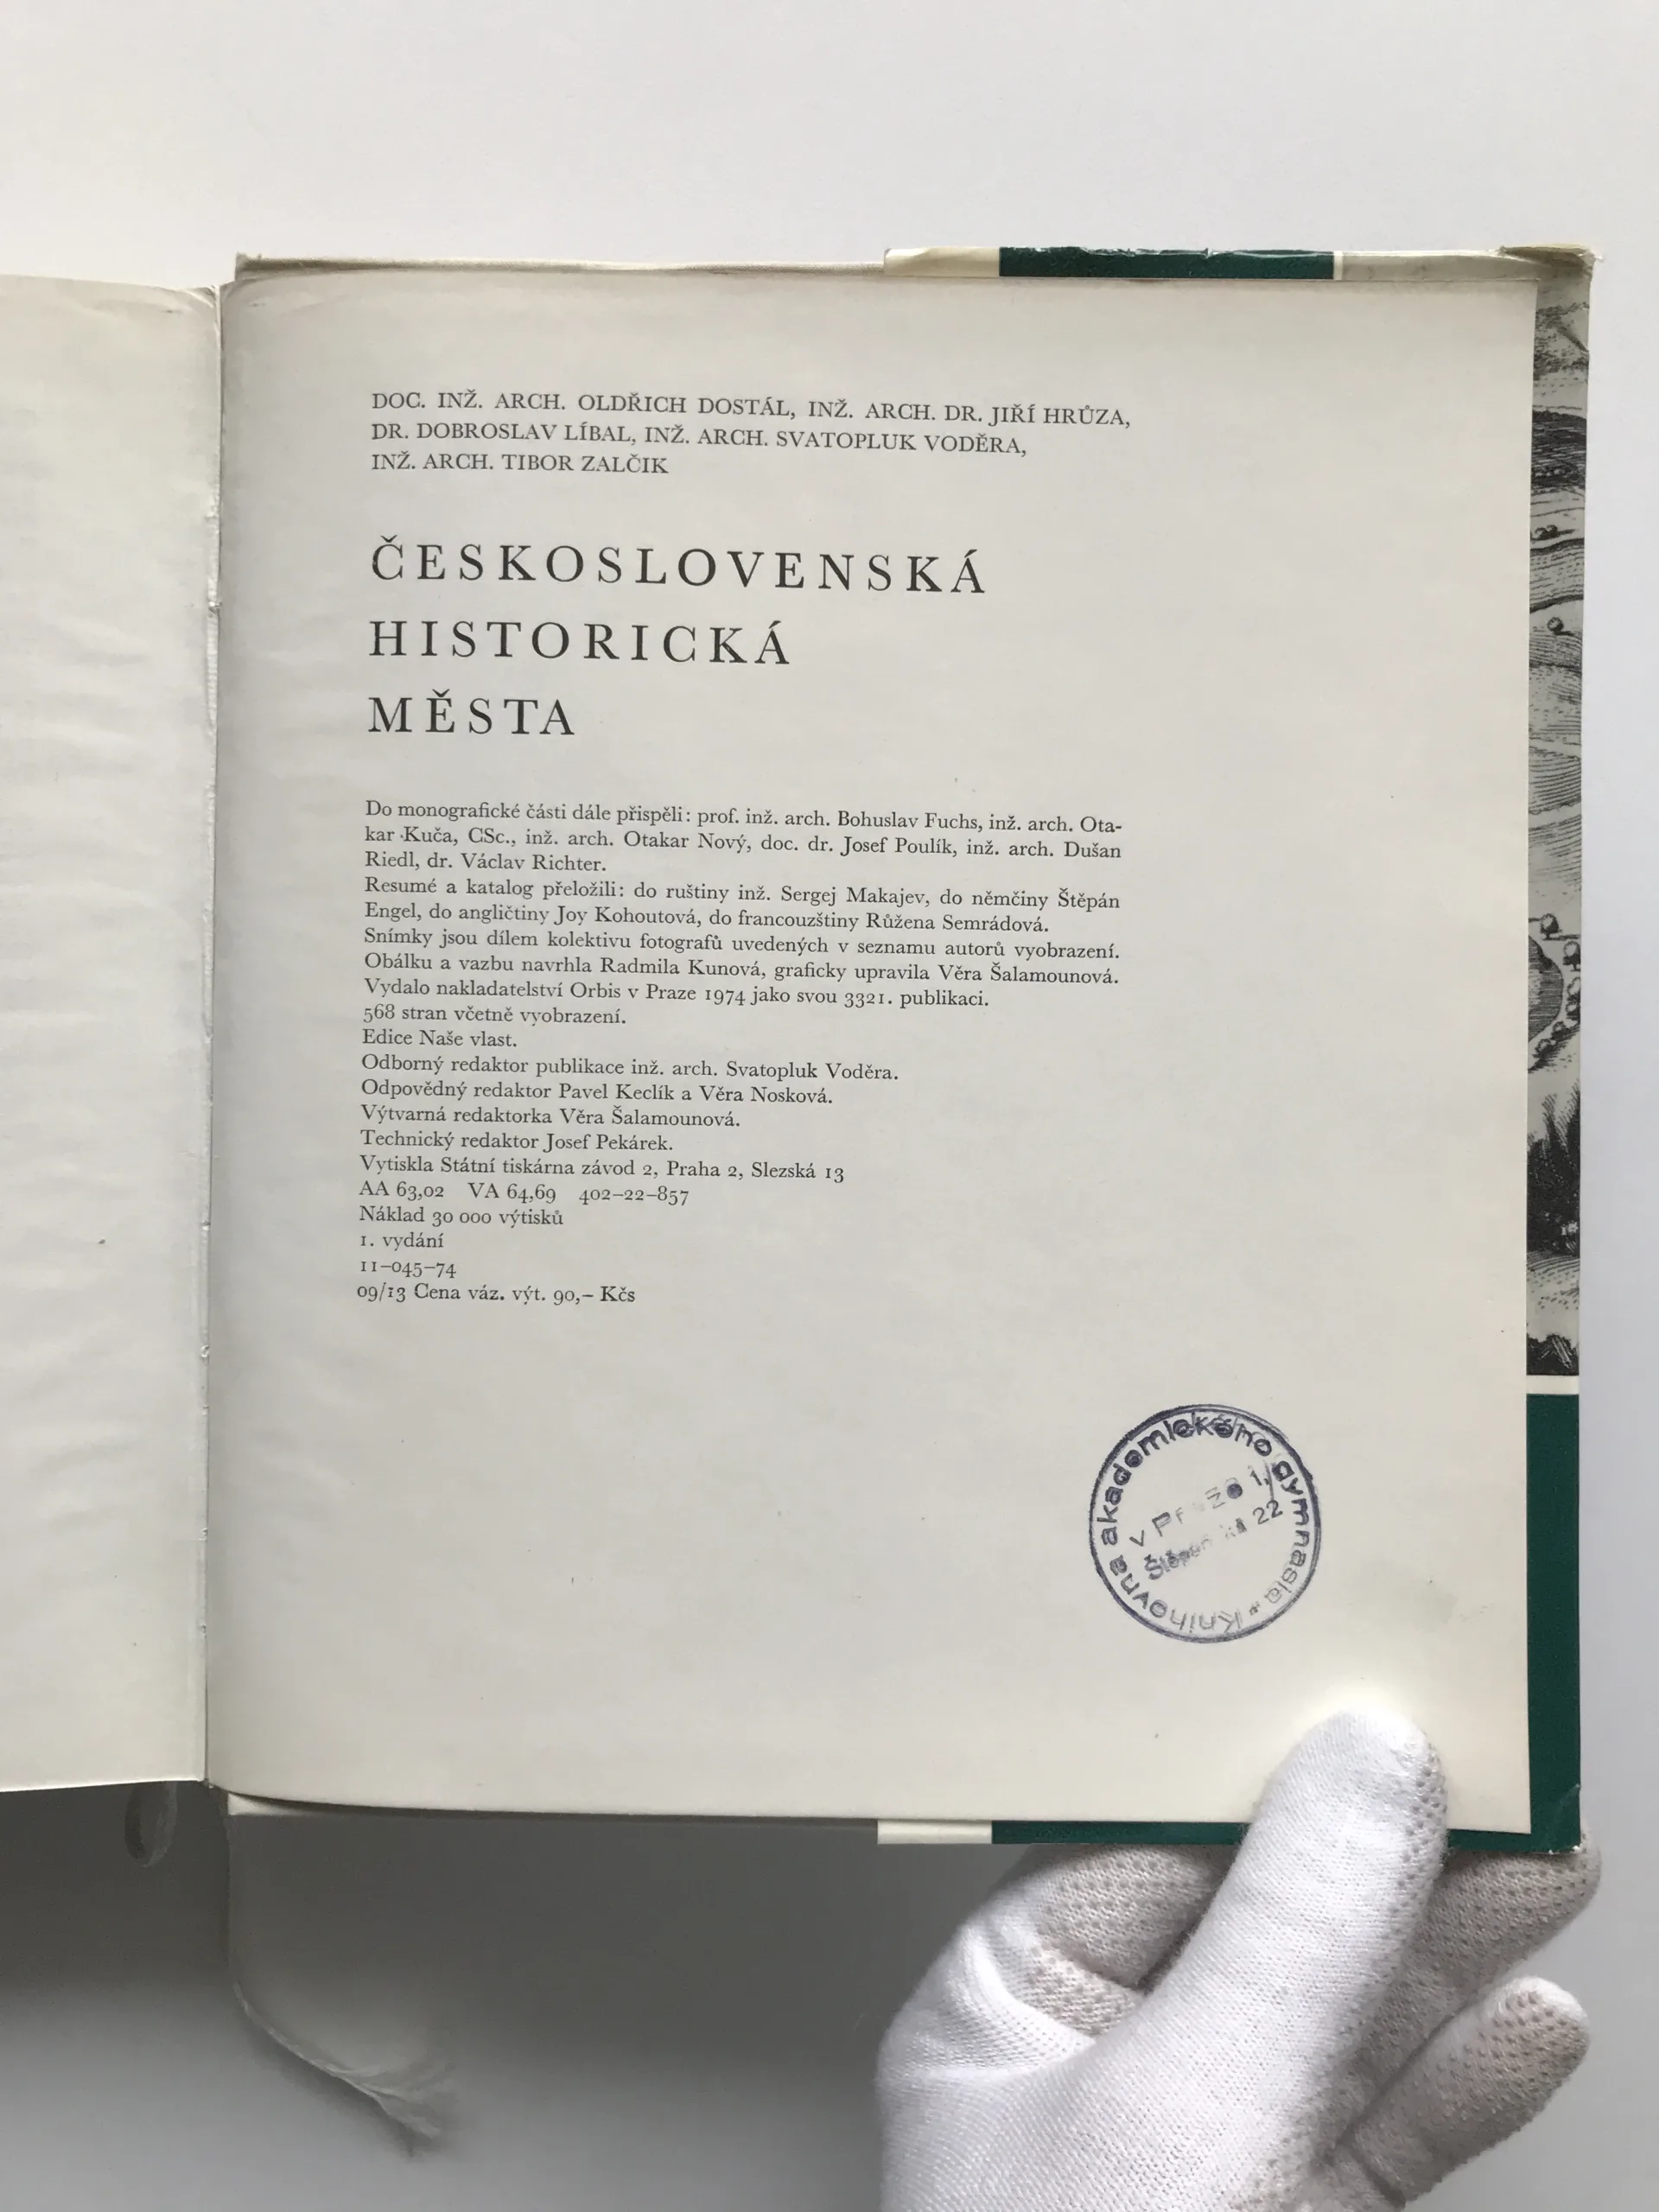 DOC. INŽ. ARCH. OLDŘICH DOSTÁL, INŽ. ARCH. DR. JIŘÍ HRŮZA,
DR. DOBROSLAV LÍBAL, INŽ. ARCH. SVATOPLUK VODĚRA,
INŽ. ARCH. TIBOR ZALČIK
ČESKOSLOVENSKÁ
HISTORICKÁ
MĚSTA
Do monografické části dále přispěli: prof. inž. arch. Bohuslav Fuchs, inž. arch. Ota-
kar Kuča, CSc., inž. arch. Otakar Nový, doc. dr. Josef Poulík, inž. arch. Dušan
Riedl, dr. Václav Richter.
Resumé a katalog přeložili: do ruštiny inž. Sergej Makajev, do němčiny Štěpán
Engel, do angličtiny Joy Kohoutová, do francouzštiny Růžena Semrádová.
Snímky jsou dílem kolektivu fotografů uvedených v seznamu autorů vyobrazení.
Obálku a vazbu navrhla Radmila Kunová, graficky upravila Věra Šalamounová.
Vydalo nakladatelství Orbis v Praze 1974 jako svou 3321. publikaci.
568 stran včetně vyobrazení.
Edice Naše vlast.
Odborný redaktor publikace inž. arch. Svatopluk Voděra.
Odpovědný redaktor Pavel Keclík a Věra Nosková.
Výtvarná redaktorka Věra Šalamounová.
Technický redaktor Josef Pekárek.
Vytiskla Státní tiskárna závod 2, Praha 2, Slezská 13
AA 63,02 VA 64,69 402–22–857
Náklad 30 000 výtisků
1. vydání
11–045–74
09/13 Cena váz. výt. 90,– Kčs
Knihovna akademického gymnasia
v Praze 1,
Štěpánská 22